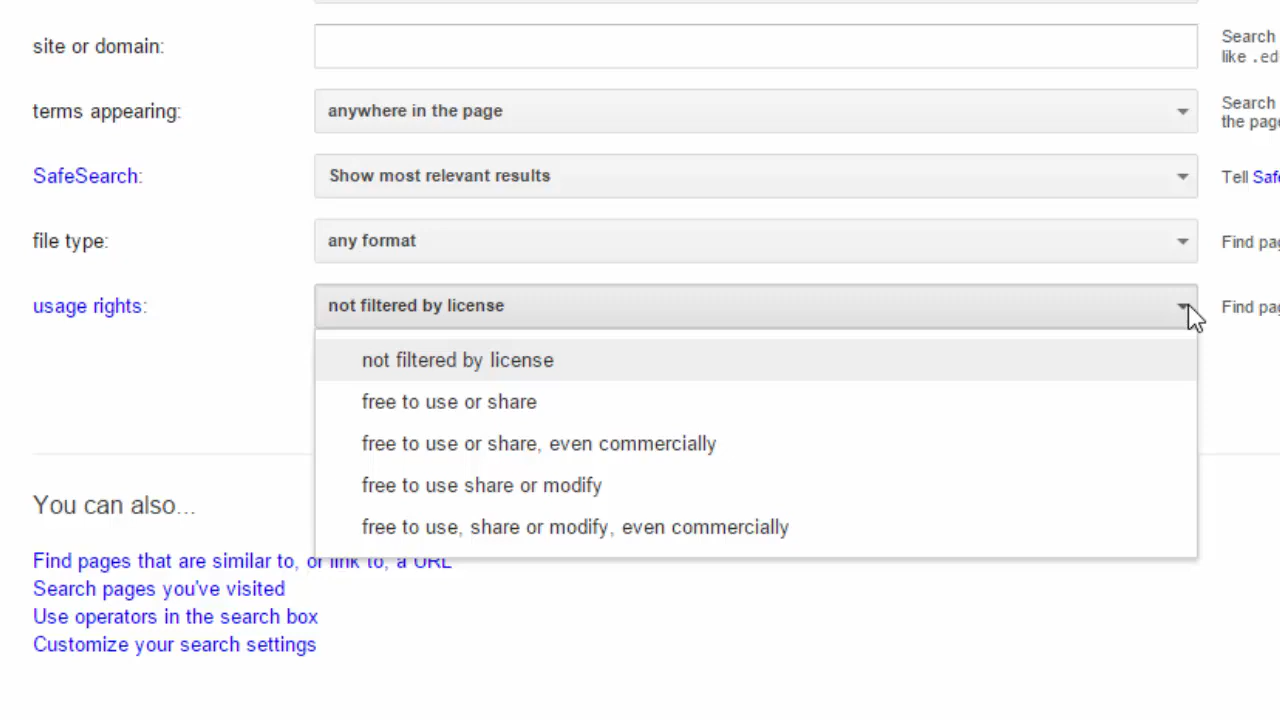 site or domain:
Search
like .ed
terms appearing:
anywhere in the page
Search
the page
SafeSearch:
Show most relevant results
Tell Safe
file type:
any format
Find pag
usage rights:
not filtered by license
Find pag
not filtered by license
free to use or share
free to use or share, even commercially
free to use share or modify
free to use, share or modify, even commercially
You can also...
Find pages that are similar to, or link to, a URL
Search pages you've visited
Use operators in the search box
Customize your search settings